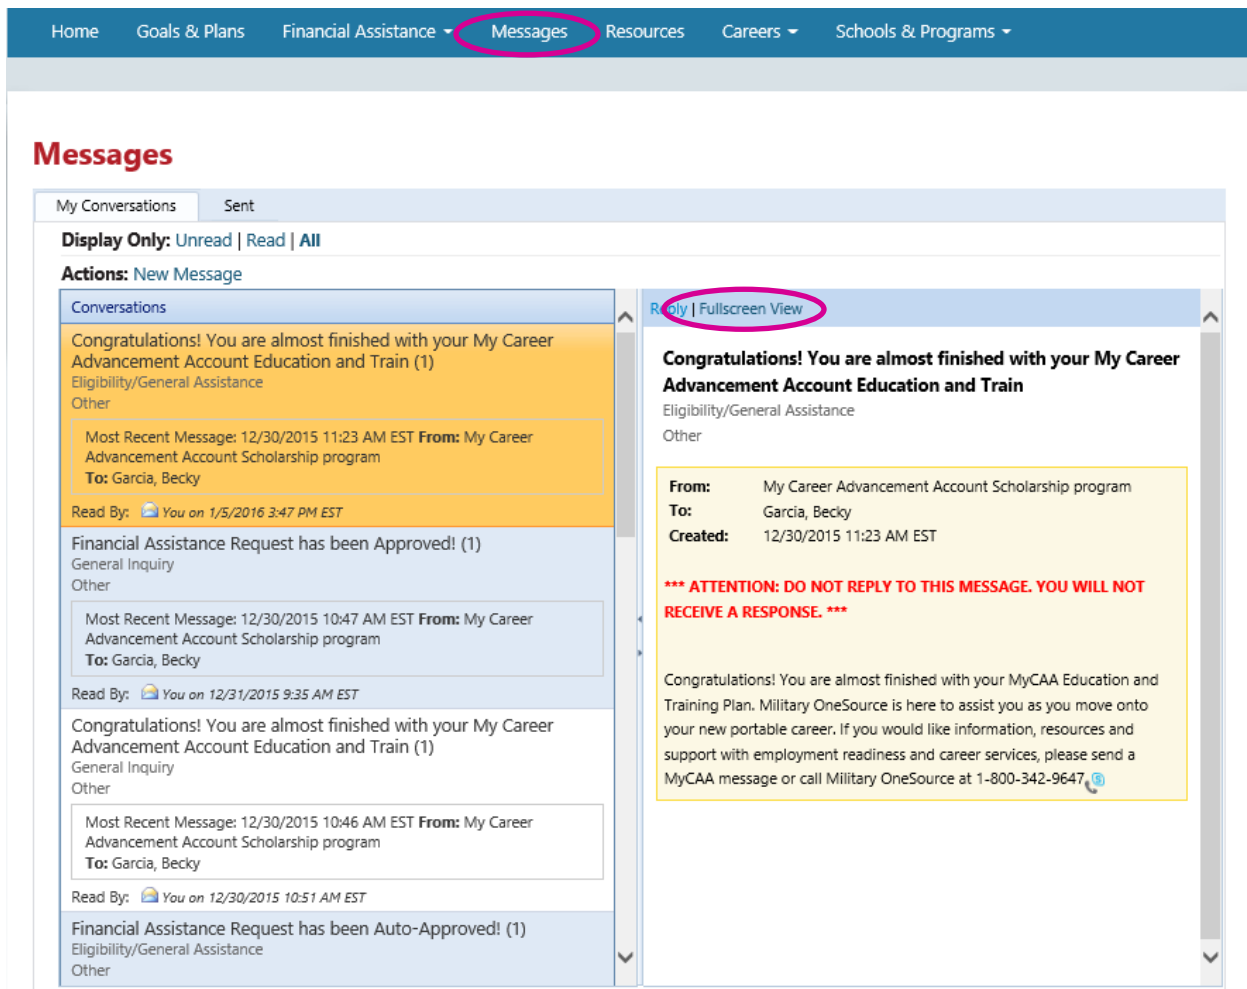 Home Goals & Plans Financial Assistance Messages Resources Careers Schools & Programs
Messages
My Conversations Sent
Display Only: Unread | Read | All
Actions: New Message
Conversations
Congratulations! You are almost finished with your My Career
Advancement Account Education and Train (1)
Eligibility/General Assistance
Other
Most Recent Message: 12/30/2015 11:23 AM EST From: My Career
Advancement Account Scholarship program
To: Garcia, Becky
Read By: You on 1/5/2016 3:47 PM EST
Financial Assistance Request has been Approved! (1)
General Inquiry
Other
Most Recent Message: 12/30/2015 10:47 AM EST From: My Career
Advancement Account Scholarship program
To: Garcia, Becky
Read By: You on 12/31/2015 9:35 AM EST
Congratulations! You are almost finished with your My Career
Advancement Account Education and Train (1)
General Inquiry
Other
Most Recent Message: 12/30/2015 10:46 AM EST From: My Career
Advancement Account Scholarship program
To: Garcia, Becky
Read By: You on 12/30/2015 10:51 AM EST
Financial Assistance Request has been Auto-Approved! (1)
Eligibility/General Assistance
Other
Reply | Fullscreen View
Congratulations! You are almost finished with your My Career
Advancement Account Education and Train
Eligibility/General Assistance
Other
From: My Career Advancement Account Scholarship program
To: Garcia, Becky
Created: 12/30/2015 11:23 AM EST
*** ATTENTION: DO NOT REPLY TO THIS MESSAGE. YOU WILL NOT
RECEIVE A RESPONSE. ***
Congratulations! You are almost finished with your MyCAA Education and
Training Plan. Military OneSource is here to assist you as you move onto
your new portable career. If you would like information, resources and
support with employment readiness and career services, please send a
MyCAA message or call Military OneSource at 1-800-342-9647